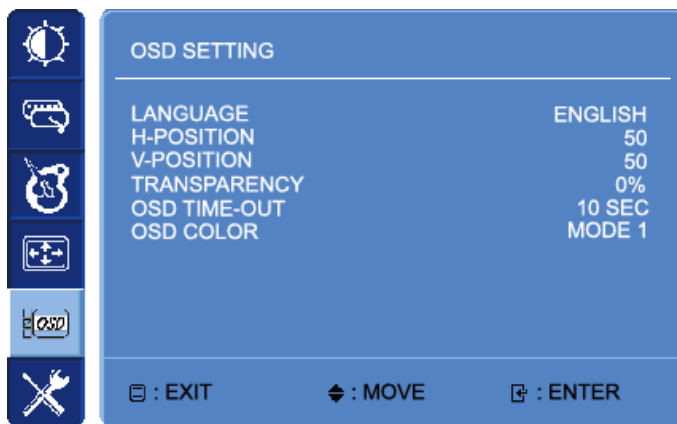 OSD SETTING
LANGUAGE ENGLISH
H-POSITION 50
V-POSITION 50
TRANSPARENCY 0%
OSD TIME-OUT 10 SEC
OSD COLOR MODE 1
OSD
: EXIT : MOVE : ENTER